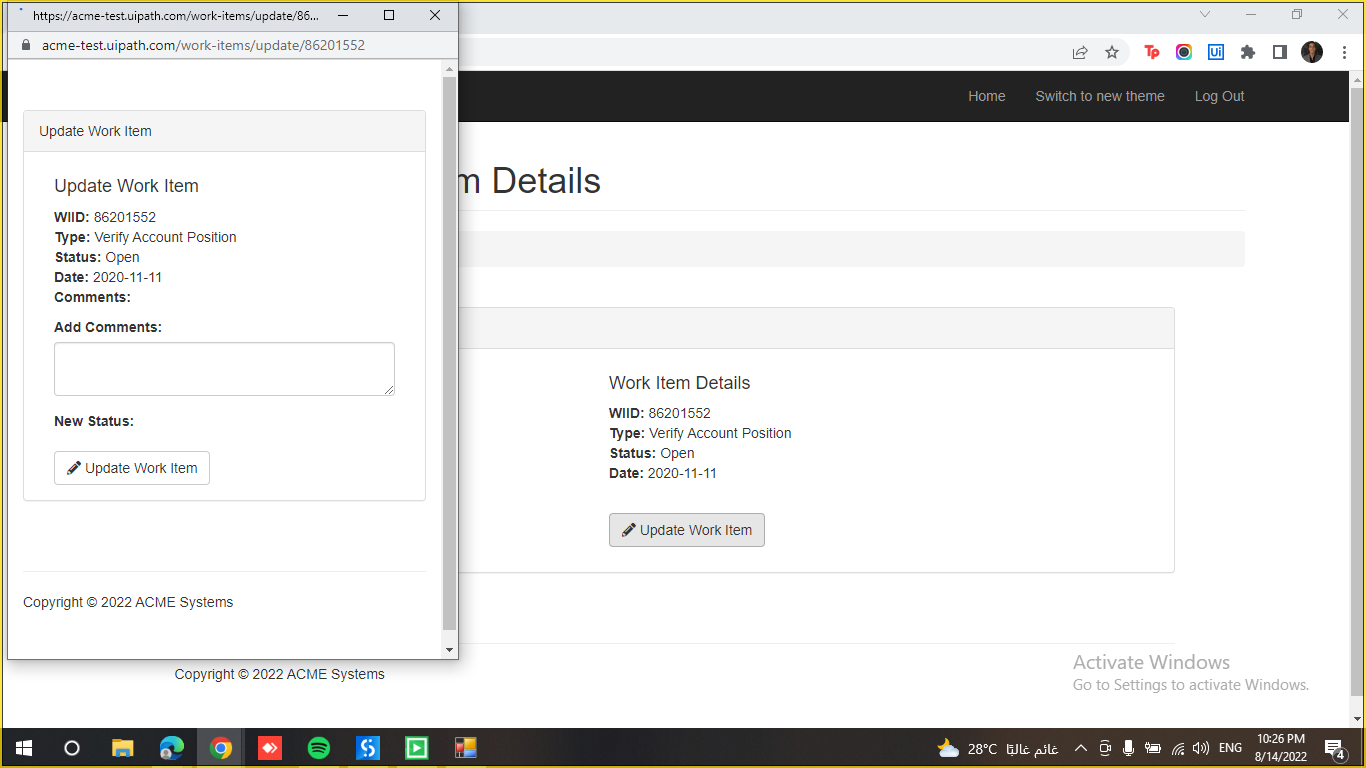 https://acme-test.uipath.com/work-items/update/86...
acme-test.uipath.com/work-items/update/86201552
Update Work Item
Update Work Item
WIID: 86201552
Type: Verify Account Position
Status: Open
Date: 2020-11-11
Comments:
Add Comments:
New Status:
Update Work Item
Copyright © 2022 ACME Systems
Tp
Ui
Home
Switch to new theme
Log Out
m Details
Work Item Details
WIID: 86201552
Type: Verify Account Position
Status: Open
Date: 2020-11-11
Update Work Item
Copyright © 2022 ACME Systems
Activate Windows
Go to Settings to activate Windows.
28°C غائم غالبًا
ENG
10:26 PM
8/14/2022
4